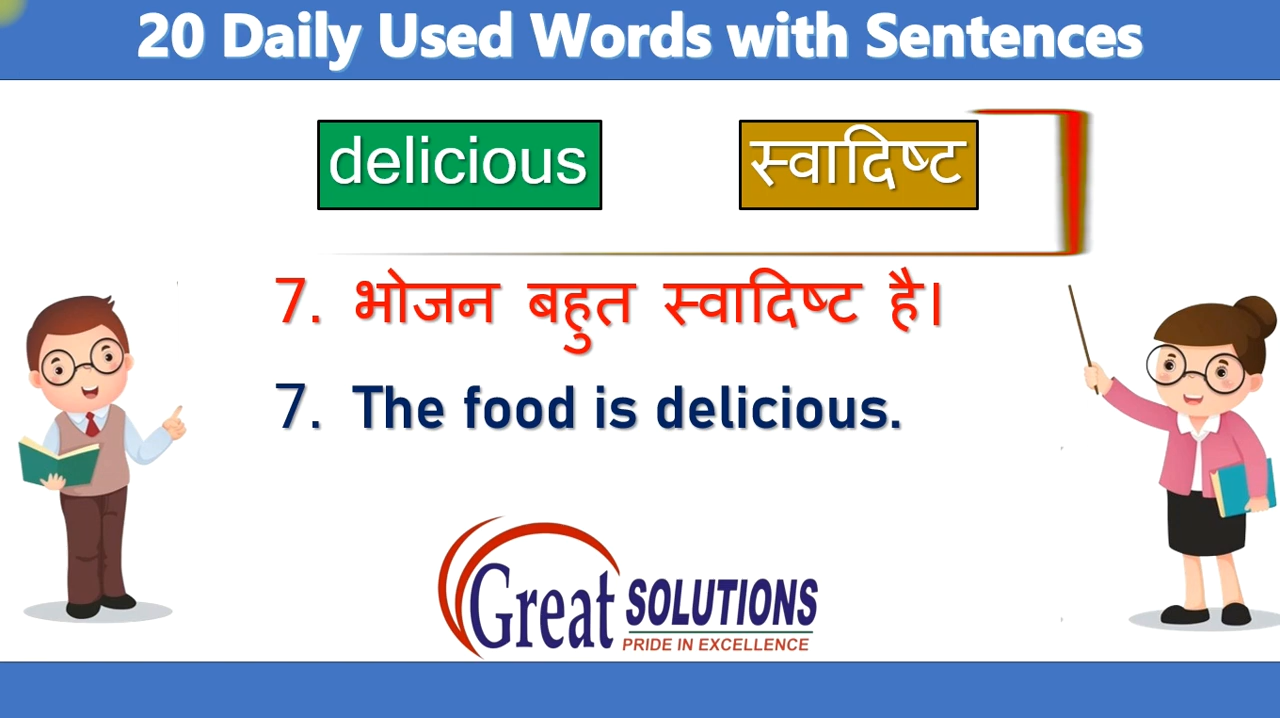 20 Daily Used Words with Sentences
delicious
स्वादिष्ट
7. भोजन बहुत स्वादिष्ट है।
7. The food is delicious.
Great SOLUTIONS
PRIDE IN EXCELLENCE